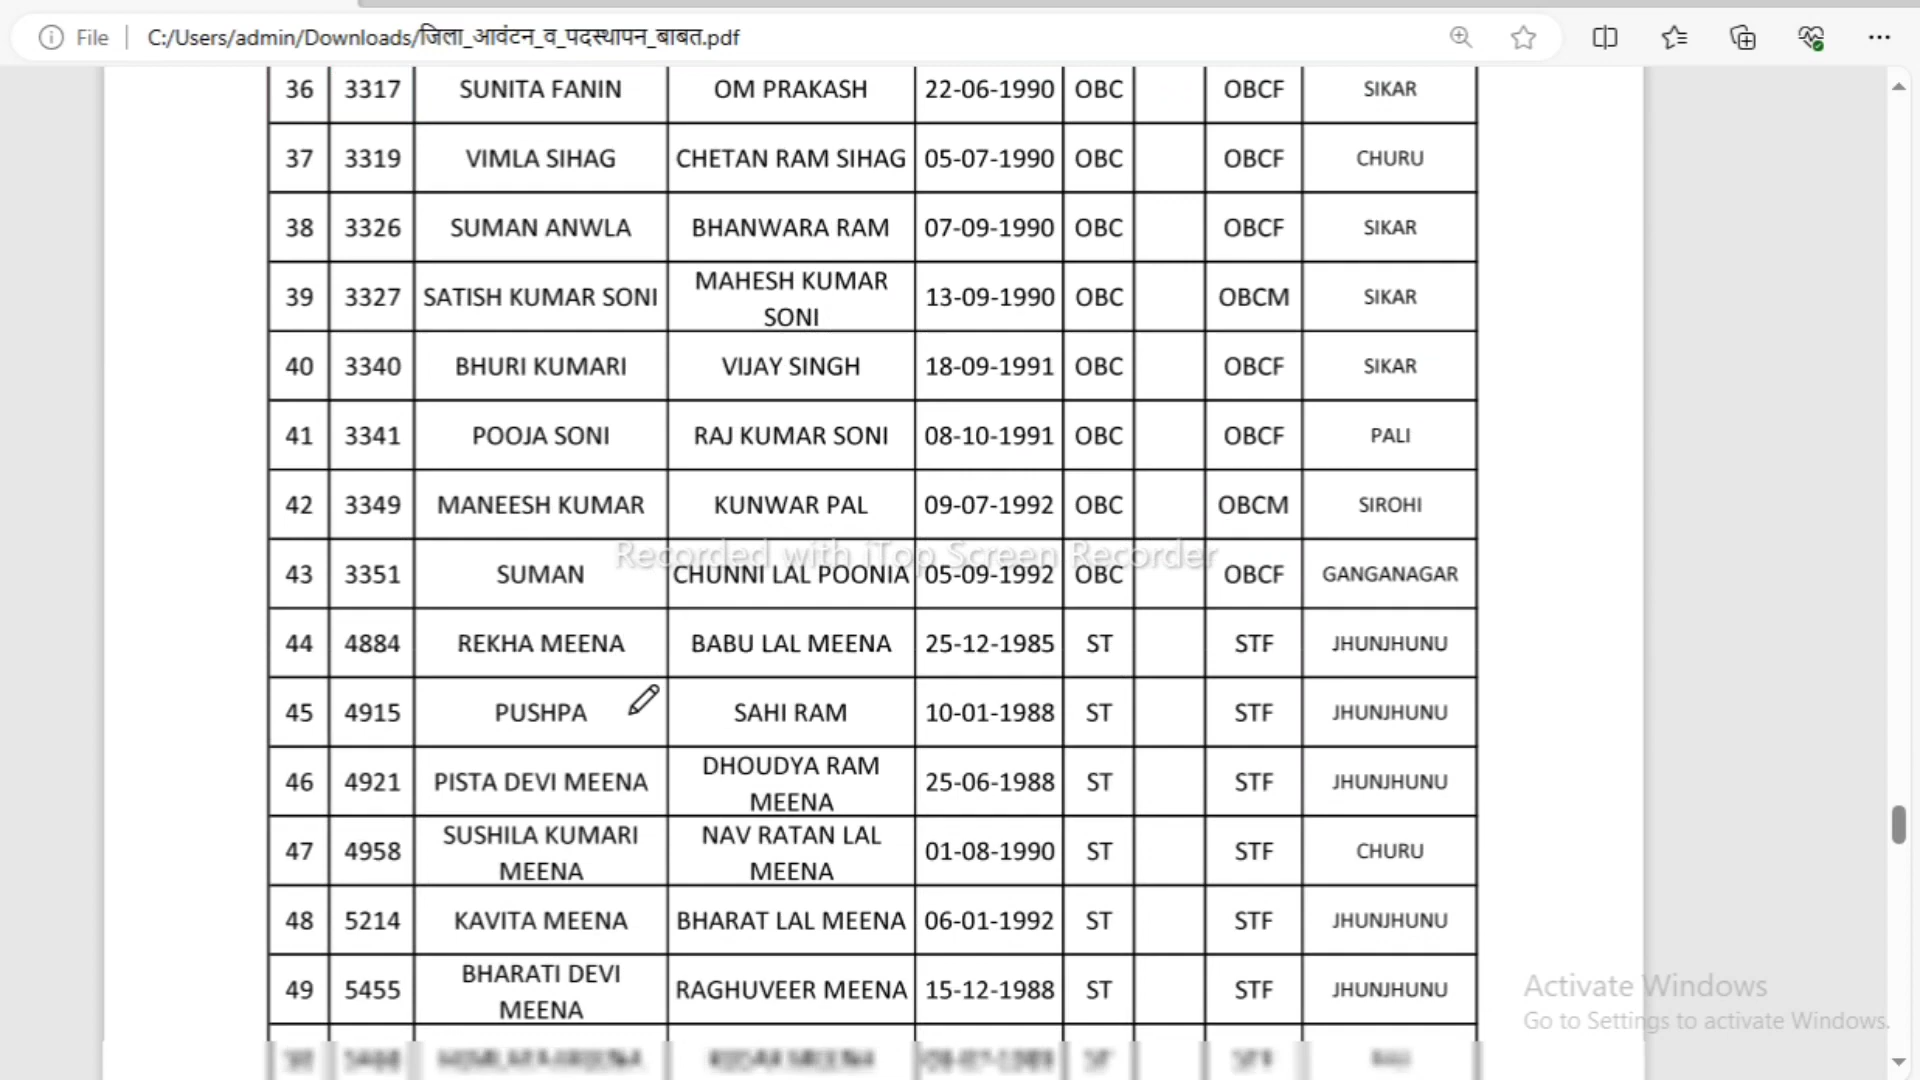 File C:/Users/admin/Downloads/जिला_आवंटन_व_पदस्थापन_बाबत.pdf
36 3317 SUNITA FANIN OM PRAKASH 22-06-1990 OBC OBCF SIKAR
37 3319 VIMLA SIHAG CHETAN RAM SIHAG 05-07-1990 OBC OBCF CHURU
38 3326 SUMAN ANWLA BHANWARA RAM 07-09-1990 OBC OBCF SIKAR
39 3327 SATISH KUMAR SONI MAHESH KUMAR 13-09-1990 OBC OBCM SIKAR
SONI
40 3340 BHURI KUMARI VIJAY SINGH 18-09-1991 OBC OBCF SIKAR
41 3341 POOJA SONI RAJ KUMAR SONI 08-10-1991 OBC OBCF PALI
42 3349 MANEESH KUMAR KUNWAR PAL 09-07-1992 OBC OBCM SIROHI
Recorded with iTop Screen Recorder
43 3351 SUMAN CHUNNI LAL POONIA 05-09-1992 OBC OBCF GANGANAGAR
44 4884 REKHA MEENA BABU LAL MEENA 25-12-1985 ST STF JHUNJHUNU
45 4915 PUSHPA SAHI RAM 10-01-1988 ST STF JHUNJHUNU
46 4921 PISTA DEVI MEENA DHOUDYA RAM 25-06-1988 ST STF JHUNJHUNU
MEENA
47 4958 SUSHILA KUMARI NAV RATAN LAL 01-08-1990 ST STF CHURU
MEENA MEENA
48 5214 KAVITA MEENA BHARAT LAL MEENA 06-01-1992 ST STF JHUNJHUNU
49 5455 BHARATI DEVI RAGHUVEER MEENA 15-12-1988 ST STF JHUNJHUNU
MEENA
Activate Windows
Go to Settings to activate Windows.